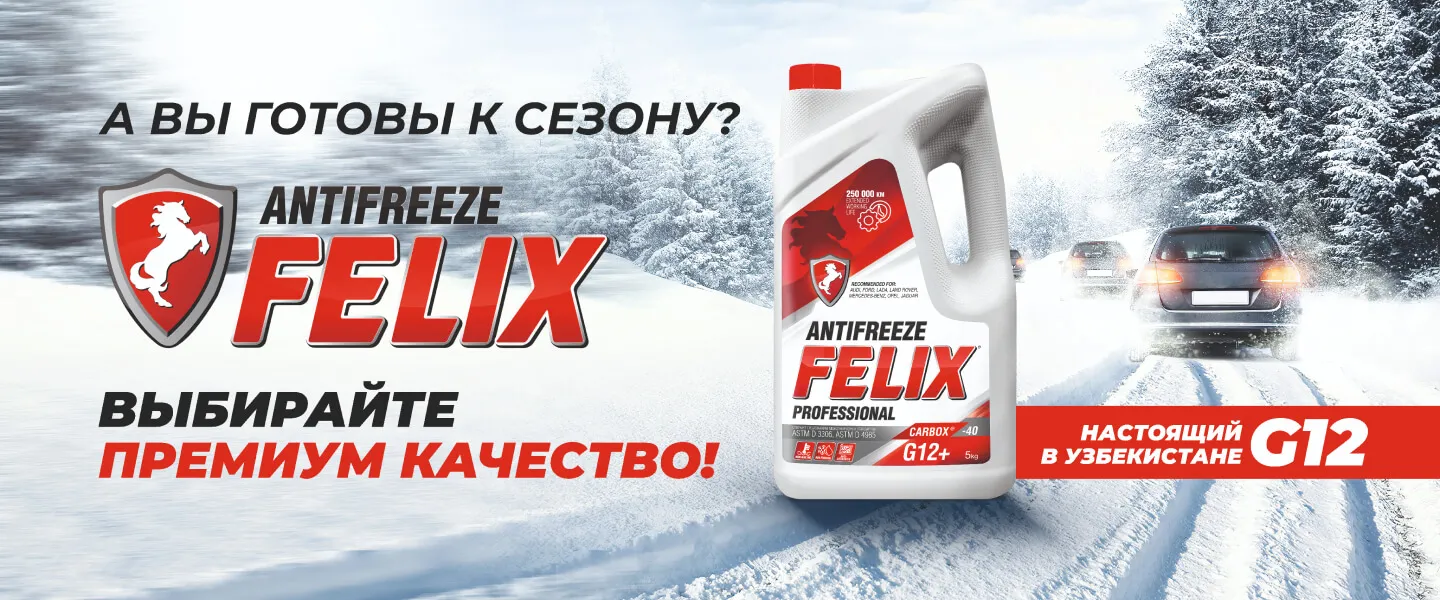 А ВЫ ГОТОВЫ К СЕЗОНУ?
ANTIFREEZE
FELIX
ВЫБИРАЙТЕ
ПРЕМИУМ КАЧЕСТВО!
250 000 KM
EXTENDED
WORKING
LIFE
RECOMMENDED FOR:
AUDI, FORD, LADA, LAND ROVER,
MERCEDES-BENZ, OPEL, JAGUAR
ANTIFREEZE
FELIX®
PROFESSIONAL
ASTM D 3306, ASTM D 4985
CARBOX® -40
G12+
5kg
НАСТОЯЩИЙ
В УЗБЕКИСТАНЕ
G12